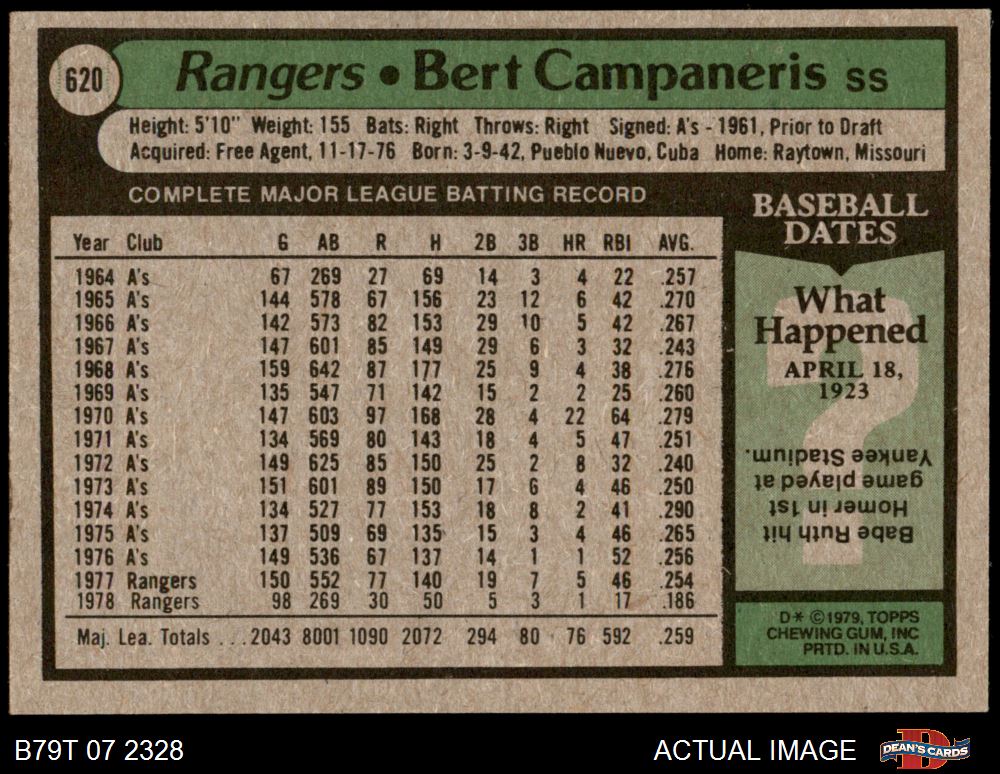 620 Rangers • Bert Campaneris SS
Height: 5'10" Weight: 155 Bats: Right Throws: Right Signed: A's - 1961, Prior to Draft
Acquired: Free Agent, 11-17-76 Born: 3-9-42, Pueblo Nuevo, Cuba Home: Raytown, Missouri
COMPLETE MAJOR LEAGUE BATTING RECORD
Year Club G AB R H 2B 3B HR RBI AVG.
1964 A's 67 269 27 69 14 3 4 22 .257
1965 A's 144 578 67 156 23 12 6 42 .270
1966 A's 142 573 82 153 29 10 5 42 .267
1967 A's 147 601 85 149 29 6 3 32 .243
1968 A's 159 642 87 177 25 9 4 38 .276
1969 A's 135 547 71 142 15 2 2 25 .260
1970 A's 147 603 97 168 28 4 22 64 .279
1971 A's 134 569 80 143 18 4 5 47 .251
1972 A's 149 625 85 150 25 2 8 32 .240
1973 A's 151 601 89 150 17 6 4 46 .250
1974 A's 134 527 77 153 18 8 2 41 .290
1975 A's 137 509 69 135 15 3 4 46 .265
1976 A's 149 536 67 137 14 1 1 52 .256
1977 Rangers 150 552 77 140 19 7 5 46 .254
1978 Rangers 98 269 30 50 5 3 1 17 .186
Maj. Lea. Totals ...2043 8001 1090 2072 294 80 76 592 .259
BASEBALL
DATES
What
Happened
APRIL 18,
1923
?
Babe Ruth hit
Homer in 1st
game played at
Yankee Stadium.
D* ©1979, TOPPS
CHEWING GUM, INC
PRTD. IN U.S.A.
B79T 07 2328 ACTUAL IMAGE DEAN'S CARDS